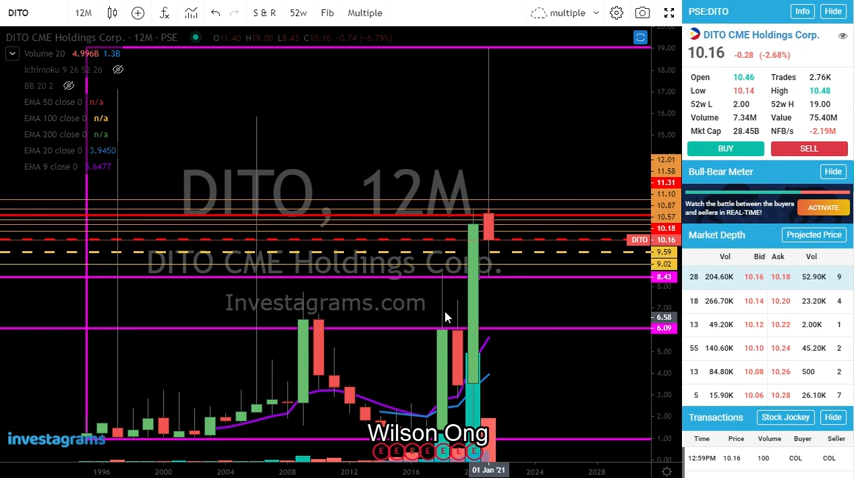 DITO 12M S & R 52w Fib Multiple multiple
DITO CME Holdings Corp. · 12M · PSE O11.40 H19.00 L8.43 C10.16 -0.74 (-6.79%)
Volume 20 4.996B 1.3B
Ichimoku 9 26 52 26
BB 20 2
EMA 50 close 0 n/a
EMA 100 close 0 n/a
EMA 200 close 0 n/a
EMA 20 close 0 3.9450
EMA 9 close 0 5.6477
DITO, 12M
DITO CME Holdings Corp.
Investagrams.com
investagrams
Wilson Ong
E E E E E E E
19.00
17.00
16.00
15.00
14.00
13.00
12.01
11.58
11.31
11.10
10.87
10.57
10.18
DITO 10.16
9.59
9.02
8.43
8.00
7.00
6.58
6.09
5.00
4.00
3.00
2.00
1.00
0.00
1996 2000 2004 2008 2012 2016 01 Jan '21 2024 2028
PSE:DITO Info Hide
DITO CME Holdings Corp.
10.16 -0.28 (-2.68%)
Open 10.46 Trades 2.76K
Low 10.14 High 10.48
52w L 2.00 52w H 19.00
Volume 7.34M Value 75.40M
Mkt Cap 28.45B NFB/s -2.19M
BUY SELL
Bull-Bear Meter Hide
Watch the battle between the buyers
and sellers in REAL-TIME! ACTIVATE
Market Depth Projected Price
Vol Bid Ask Vol
28 204.60K 10.16 10.18 52.90K 9
18 266.70K 10.14 10.20 23.20K 4
13 49.20K 10.12 10.22 2.00K 1
55 140.60K 10.10 10.24 45.20K 2
13 84.80K 10.08 10.26 500 2
5 15.90K 10.06 10.28 26.10K 7
Transactions Stock Jockey Hide
Time Price Volume Buyer Seller
12:59PM 10.16 100 COL COL